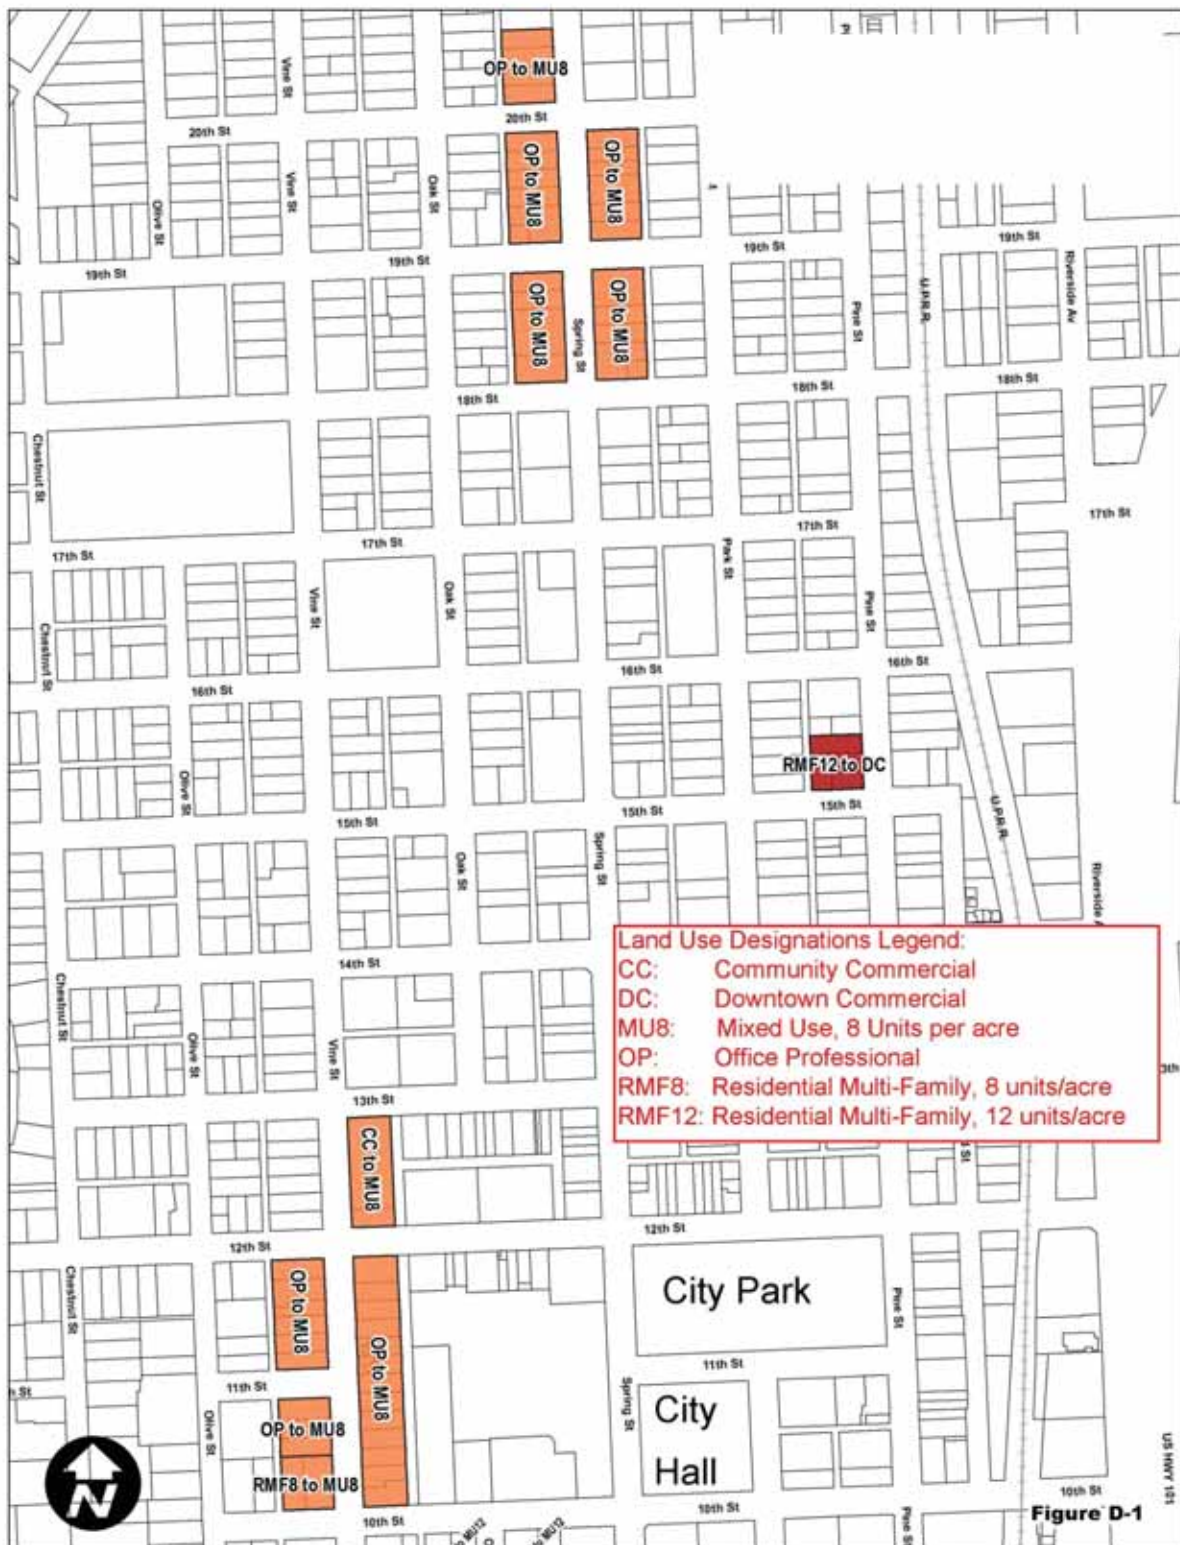 Vine St
OP to MU8
20th St
20th St
OP to MU8
OP to MU8
Olive St
Vine St
Oak St
19th St
19th St
19th St
19th St
Riverside Av
U.P.R.R.
OP to MU8
OP to MU8
Spring St
Pine St
18th St
18th St
18th St
Chestnut St
17th St
17th St
17th St
17th St
Park St
Chestnut St
Vine St
Oak St
Pine St
16th St
16th St
16th St
RMF12 to DC
Olive St
15th St
15th St
15th St
U.P.R.R.
Oak St
Spring St
Riverside A
14th St
Chestnut St
Olive St
Vine St
Land Use Designations Legend:
CC: Community Commercial
DC: Downtown Commercial
MU8: Mixed Use, 8 Units per acre
OP: Office Professional
RMF8: Residential Multi-Family, 8 units/acre
RMF12: Residential Multi-Family, 12 units/acre
13th St
CC to MU8
12th St
12th St
Chestnut St
OP to MU8
OP to MU8
City Park
Pine St
11th St
11th St
Olive St
Spring St
City
Hall
OP to MU8
RMF8 to MU8
N
10th St
10th St
10th St
Pine St
US HWY 101
Figure D-1